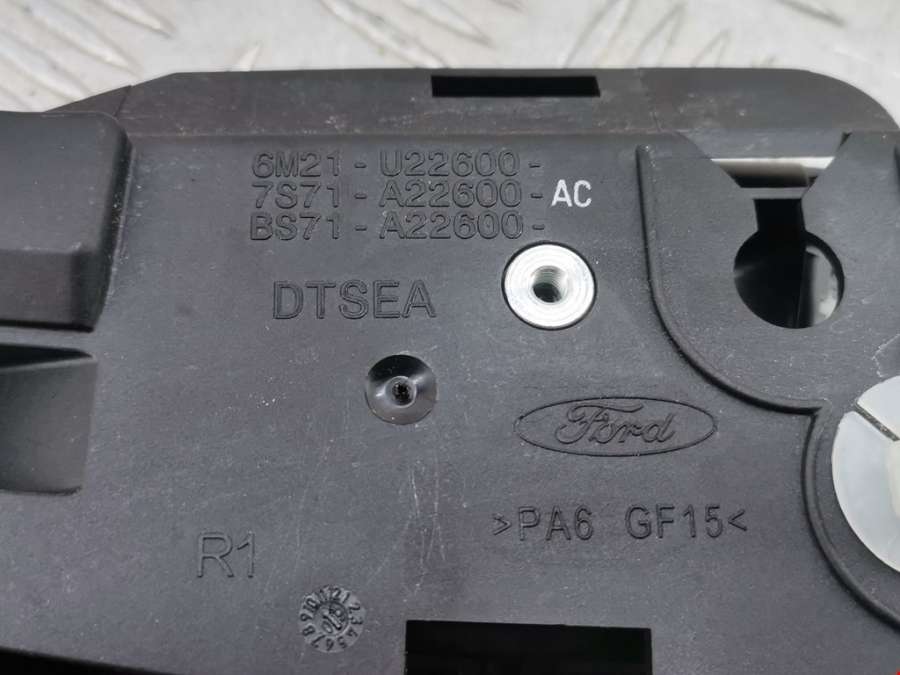 6M21 - U22600 -
7S71 - A22600 - AC
BS71 - A22600 -
DTSEA
Ford
>PA6 GF15<
R1